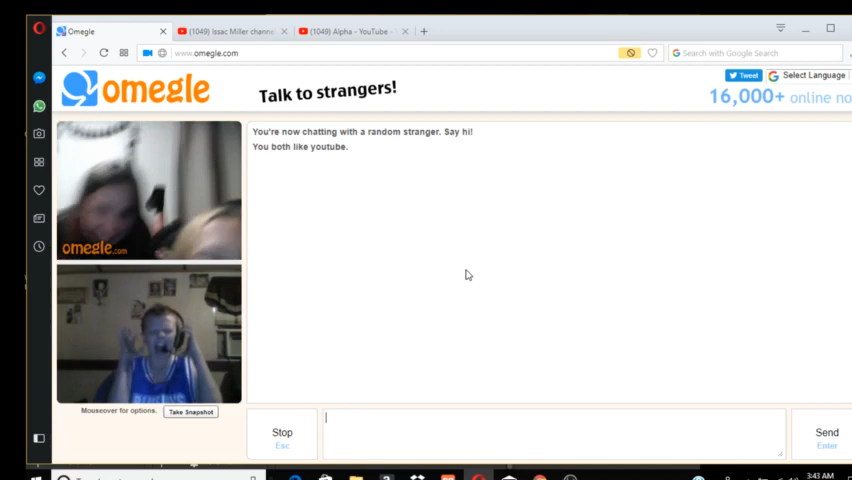 Omegle
(1049) Issac Miller channe
(1049) Alpha - YouTube -
www.omegle.com
Search with Google Search
omegle
Talk to strangers!
Tweet
Select Language
16,000+ online no
You're now chatting with a random stranger. Say hi!
You both like youtube.
omegle.com
Mouseover for options.
Take Snapshot
Stop
Esc
Send
Enter
3:43 AM